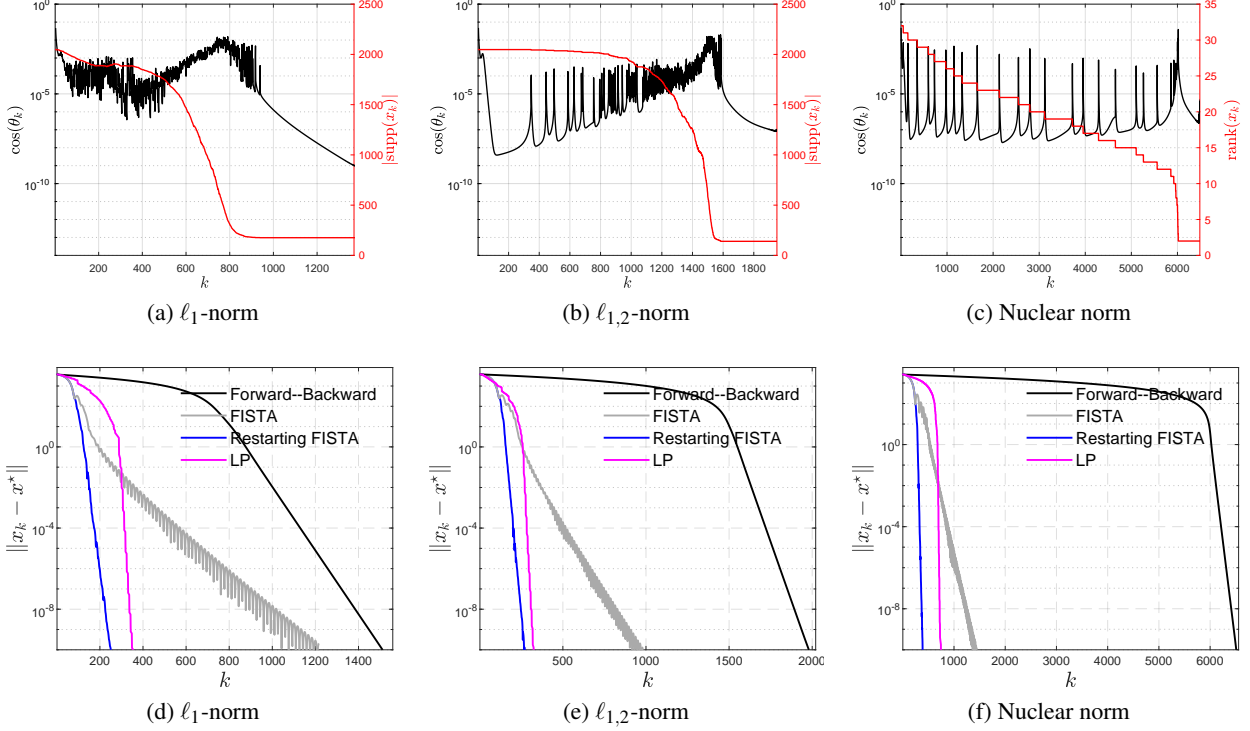 10^0
10^{-5}
10^{-10}
cos(θ_k)
2500
2000
1500
1000
500
0
|supp(x_k)|
200 400 600 800 1000 1200
k
(a) ℓ_1-norm
10^0
10^{-5}
10^{-10}
cos(θ_k)
2500
2000
1500
1000
500
0
|supp(x_k)|
200 400 600 800 1000 1200 1400 1600 1800
k
(b) ℓ_{1,2}-norm
10^0
10^{-5}
10^{-10}
cos(θ_k)
35
30
25
20
15
10
5
0
rank(x_k)
1000 2000 3000 4000 5000 6000
k
(c) Nuclear norm
10^0
10^{-4}
10^{-8}
||x_k − x^⋆||
Forward--Backward
FISTA
Restarting FISTA
LP
200 400 600 800 1000 1200 1400
k
(d) ℓ_1-norm
10^0
10^{-4}
10^{-8}
||x_k − x^⋆||
Forward--Backward
FISTA
Restarting FISTA
LP
500 1000 1500 2000
k
(e) ℓ_{1,2}-norm
10^0
10^{-4}
10^{-8}
||x_k − x^⋆||
Forward--Backward
FISTA
Restarting FISTA
LP
1000 2000 3000 4000 5000 6000
k
(f) Nuclear norm